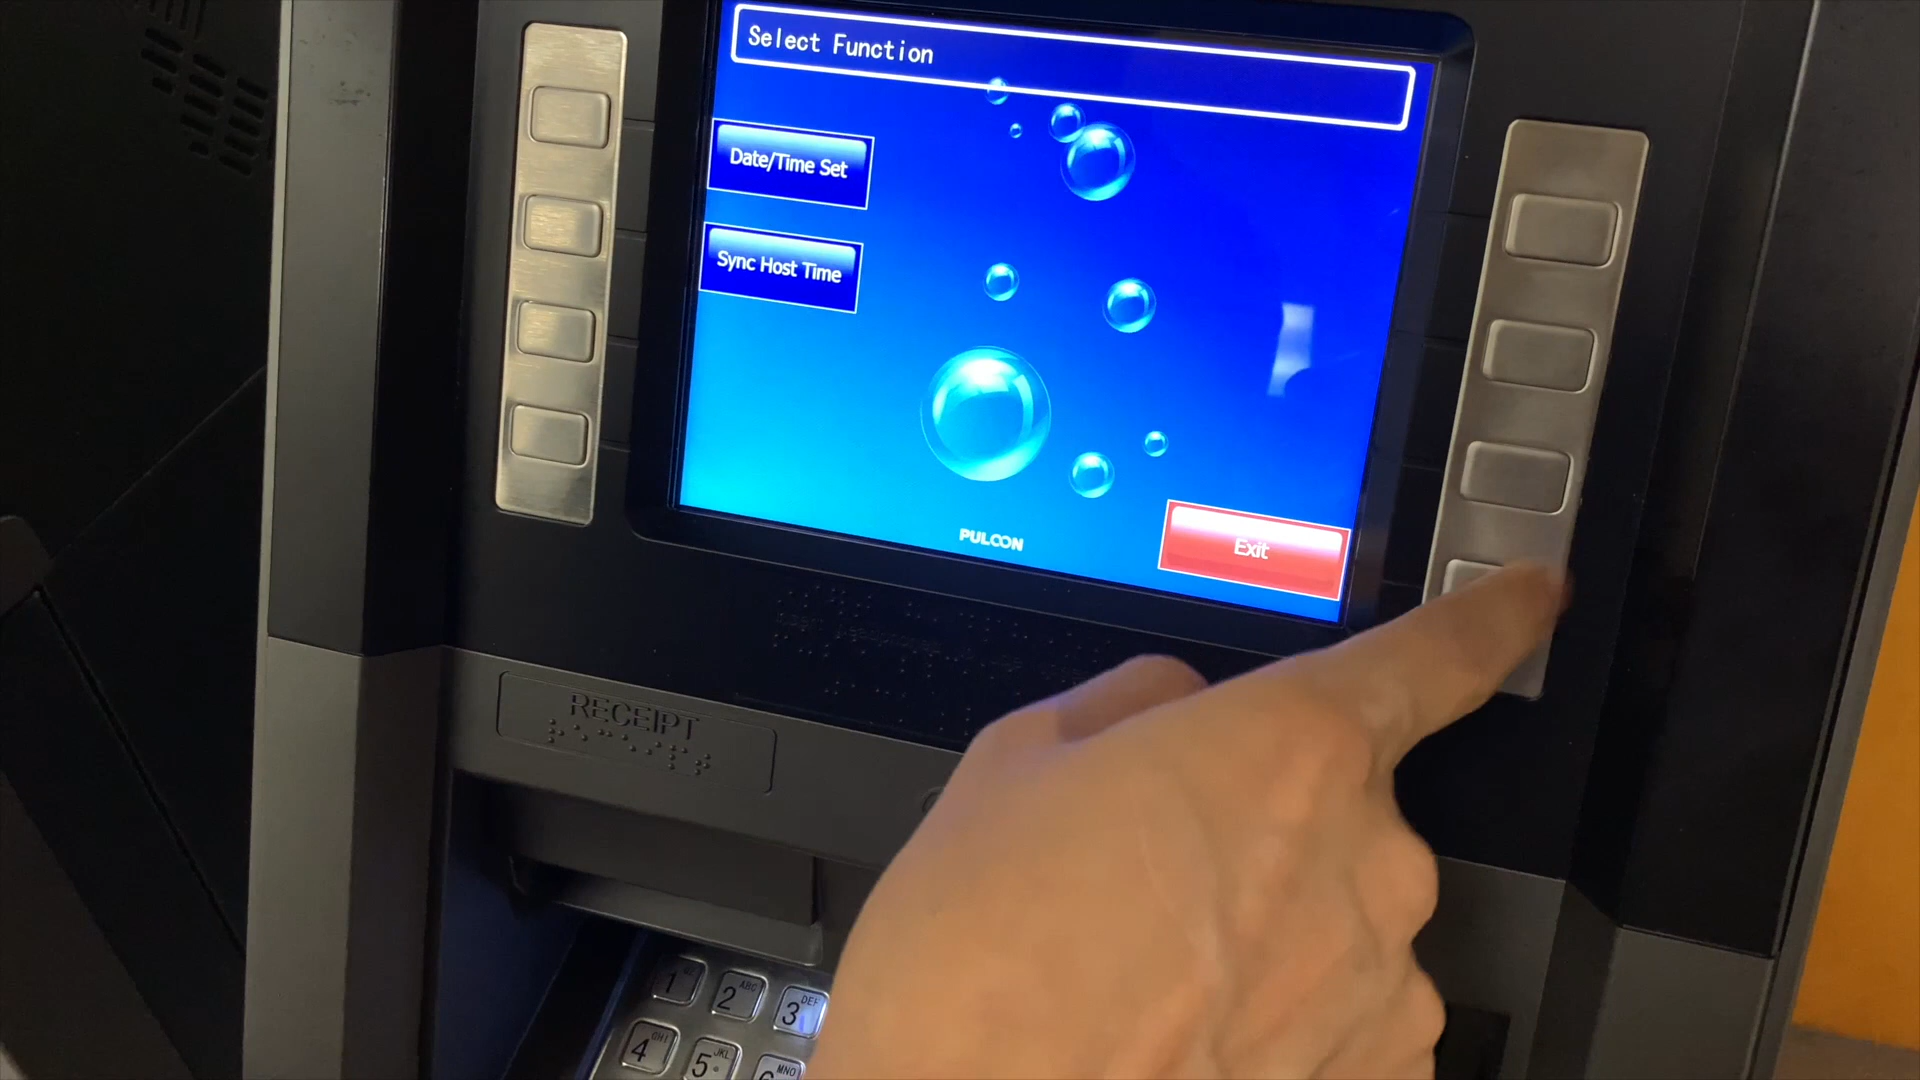 Select Function
Date/Time Set
Sync Host Time
Exit
PULOON
RECEIPT
1
2 ABC
3 DEF
4 GHI
5 JKL
MNO